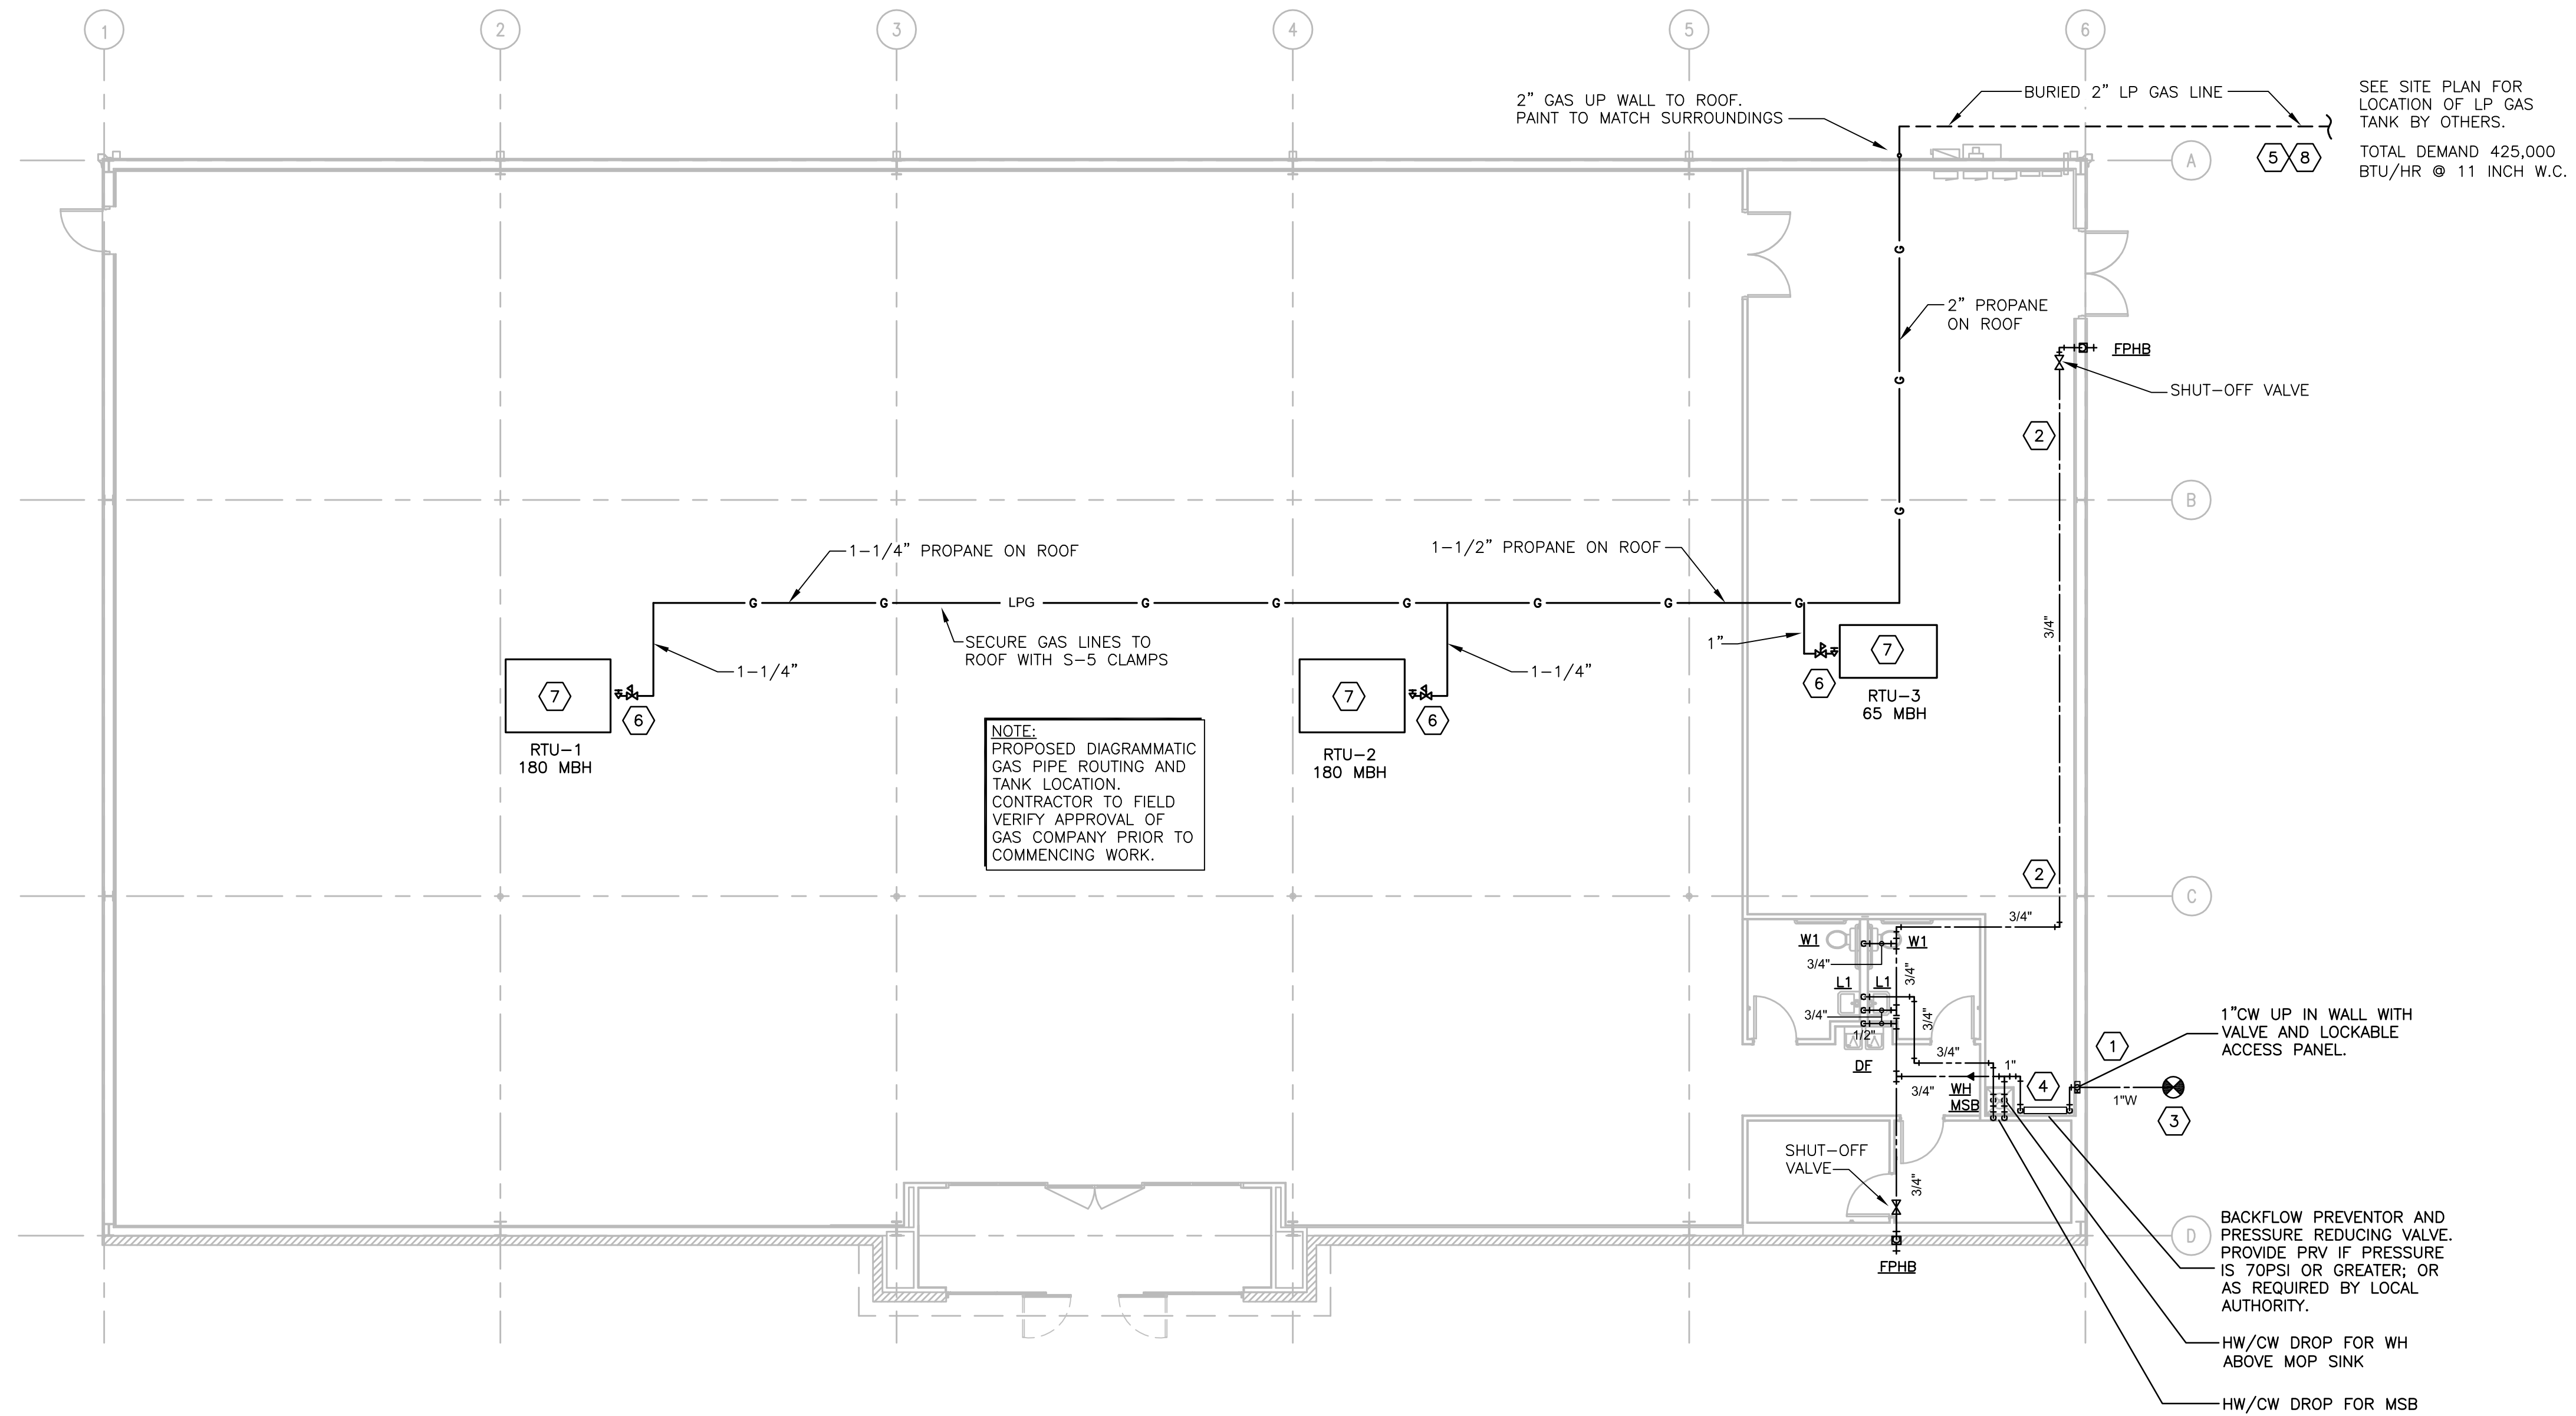 1
2
3
4
5
6
2” GAS UP WALL TO ROOF.
PAINT TO MATCH SURROUNDINGS
BURIED 2” LP GAS LINE
SEE SITE PLAN FOR
LOCATION OF LP GAS
TANK BY OTHERS.
5
8
TOTAL DEMAND 425,000
BTU/HR @ 11 INCH W.C.
A
G
2” PROPANE
ON ROOF
FPHB
G
SHUT-OFF VALVE
2
B
G
1-1/4” PROPANE ON ROOF
1-1/2” PROPANE ON ROOF
G
G
LPG
G
G
G
G
G
G
3/4"
SECURE GAS LINES TO
ROOF WITH S-5 CLAMPS
1-1/4”
1-1/4”
1”
7
7
7
6
6
6
RTU-3
65 MBH
RTU-1
180 MBH
RTU-2
180 MBH
NOTE:
PROPOSED DIAGRAMMATIC
GAS PIPE ROUTING AND
TANK LOCATION.
CONTRACTOR TO FIELD
VERIFY APPROVAL OF
GAS COMPANY PRIOR TO
COMMENCING WORK.
2
C
3/4"
W1
W1
3/4"
3/4"
L1
L1
3/4"
3/4"
1/2"
DF
3/4"
3/4"
1"
WH
MSB
4
1
1”CW UP IN WALL WITH
VALVE AND LOCKABLE
ACCESS PANEL.
1"W
3
SHUT-OFF
VALVE
3/4"
FPHB
D
BACKFLOW PREVENTOR AND
PRESSURE REDUCING VALVE.
PROVIDE PRV IF PRESSURE
IS 70PSI OR GREATER; OR
AS REQUIRED BY LOCAL
AUTHORITY.
HW/CW DROP FOR WH
ABOVE MOP SINK
HW/CW DROP FOR MSB